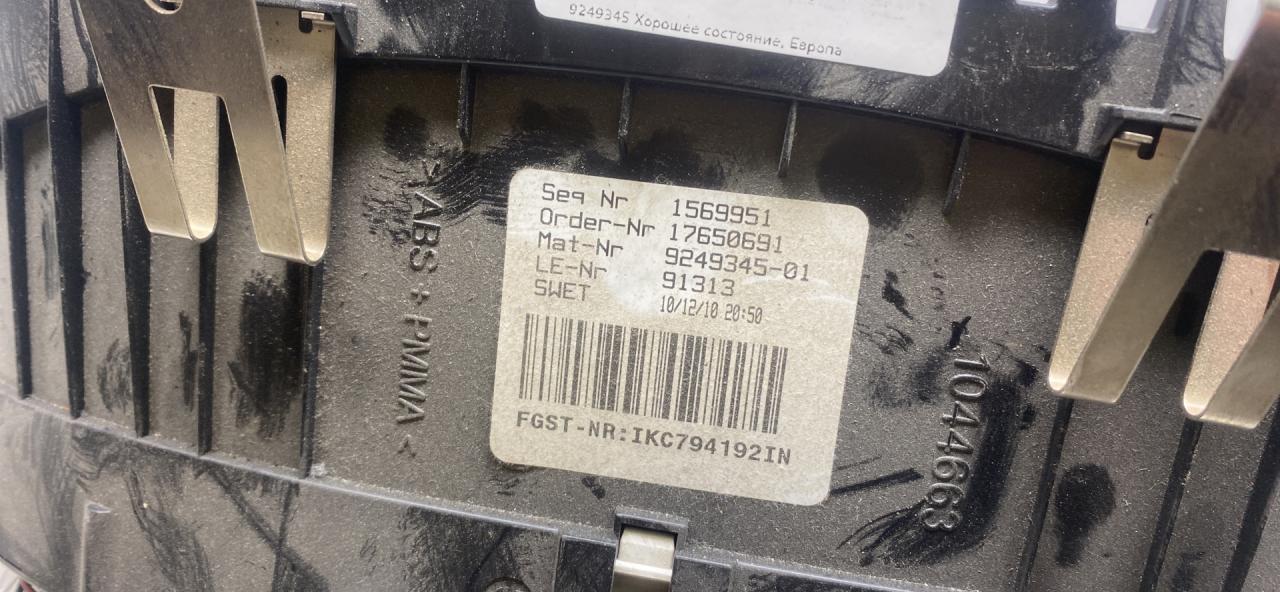 9249345 Хорошее состояние, Европа
Seq Nr 1569951
Order-Nr 17650691
Mat-Nr 9249345-01
LE-Nr 91313
SWET 10/12/10 20:50
FGST-NR:IKC794192IN
>ABS+PMMA<
10444663